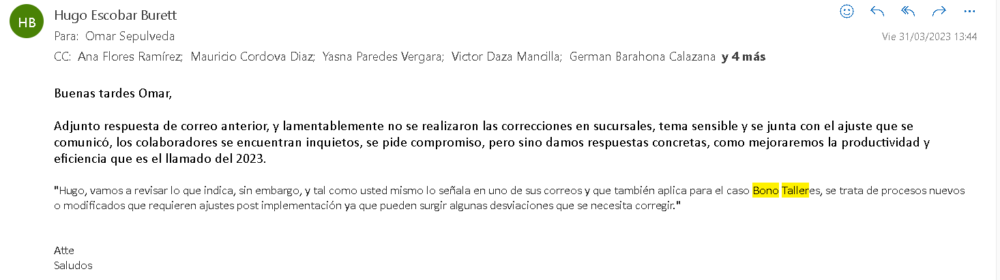 HB
Hugo Escobar Burett
Para: Omar Sepulveda
Vie 31/03/2023 13:44
CC: Ana Flores Ramírez; Mauricio Cordova Diaz; Yasna Paredes Vergara; Victor Daza Mancilla; German Barahona Calazana y 4 más
Buenas tardes Omar,
Adjunto respuesta de correo anterior, y lamentablemente no se realizaron las correcciones en sucursales, tema sensible y se junta con el ajuste que se
comunicó, los colaboradores se encuentran inquietos, se pide compromiso, pero sino damos respuestas concretas, como mejoraremos la productividad y
eficiencia que es el llamado del 2023.
"Hugo, vamos a revisar lo que indica, sin embargo, y tal como usted mismo lo señala en uno de sus correos y que también aplica para el caso Bono Talleres, se trata de procesos nuevos
o modificados que requieren ajustes post implementación ya que pueden surgir algunas desviaciones que se necesita corregir."
Atte
Saludos